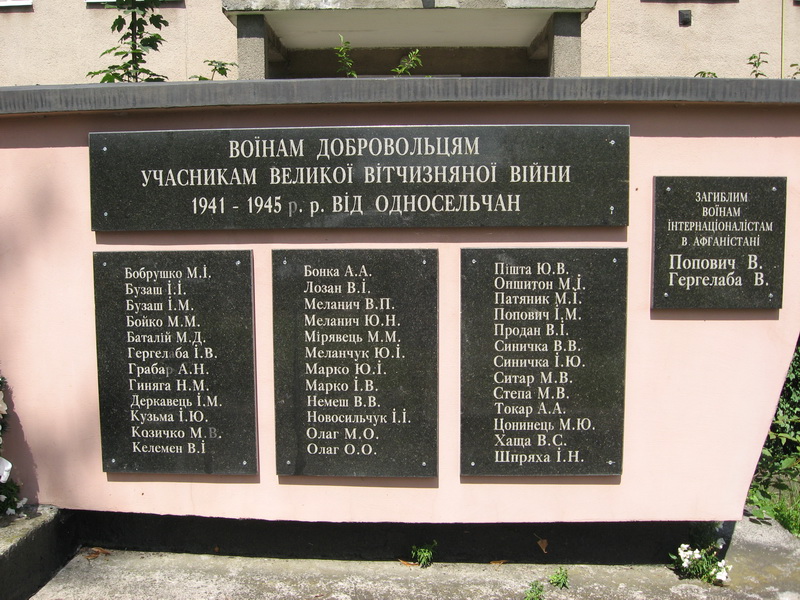 ВОЇНАМ ДОБРОВОЛЬЦЯМ
УЧАСНИКАМ ВЕЛИКОЇ ВІТЧИЗНЯНОЇ ВІЙНИ
1941 - 1945 р. р. ВІД ОДНОСЕЛЬЧАН
Бобрушко М.І.
Бузаш І.І.
Бузаш І.М.
Бойко М.М.
Баталій М.Д.
Гергелаба І.В.
Грабар А.Н.
Гиняга Н.М.
Деркавець І.М.
Кузьма І.Ю.
Козичко М.В.
Келемен В.І
Бонка А.А.
Лозан В.І.
Меланич В.П.
Меланич Ю.Н.
Мірявець М.М.
Меланчук Ю.І.
Марко Ю.І.
Марко І.В.
Немеш В.В.
Новосильчук І.І.
Олаг М.О.
Олаг О.О.
Пішта Ю.В.
Оншитон М.І.
Патяник М.І.
Попович І.М.
Продан В.І.
Синичка В.В.
Синичка І.Ю.
Ситар М.В.
Степа М.В.
Токар А.А.
Цонинець М.Ю.
Хаща В.С.
Шпряха І.Н.
ЗАГИБЛИМ
ВОЇНАМ
ІНТЕРНАЦІОНАЛІСТАМ
В АФГАНІСТАНІ
Попович В.
Гергелаба В.